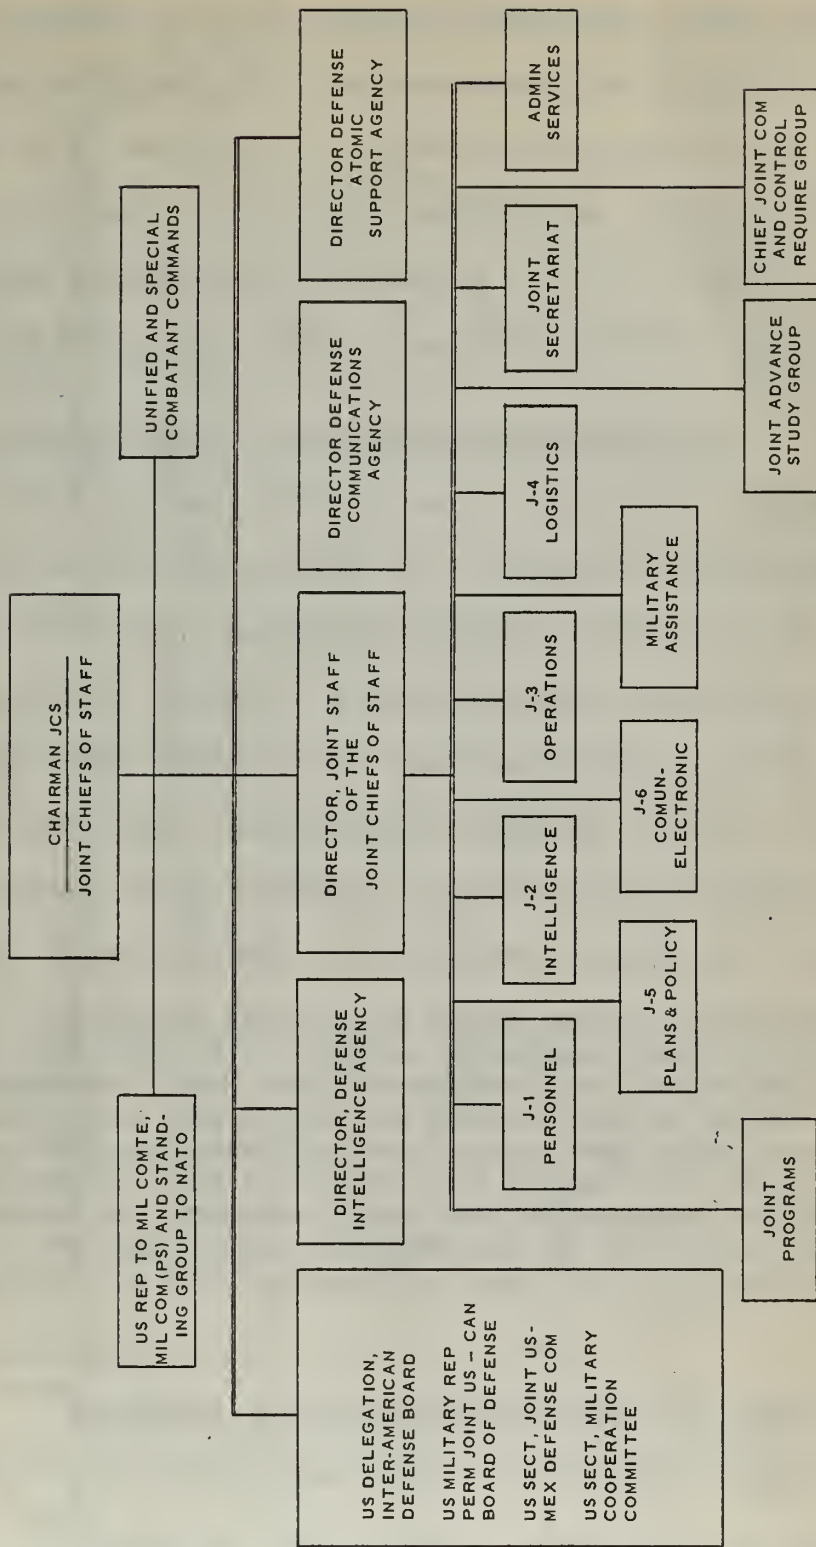 CHAIRMAN JCS
JOINT CHIEFS OF STAFF
US REP TO MIL COMTE,
MIL COM (PS) AND STAND-
ING GROUP TO NATO
UNIFIED AND SPECIAL
COMBATANT COMMANDS
US DELEGATION,
INTER-AMERICAN
DEFENSE BOARD
US MILITARY REP
PERM JOINT US – CAN
BOARD OF DEFENSE
US SECT, JOINT US-
MEX DEFENSE COM
US SECT, MILITARY
COOPERATION
COMMITTEE
DIRECTOR, DEFENSE
INTELLIGENCE AGENCY
DIRECTOR, JOINT STAFF
OF THE
JOINT CHIEFS OF STAFF
DIRECTOR DEFENSE
COMMUNICATIONS
AGENCY
DIRECTOR DEFENSE
ATOMIC
SUPPORT AGENCY
J-1
PERSONNEL
J-2
INTELLIGENCE
J-3
OPERATIONS
J-4
LOGISTICS
JOINT
SECRETARIAT
ADMIN
SERVICES
J-5
PLANS & POLICY
J-6
COMUN-
ELECTRONIC
MILITARY
ASSISTANCE
JOINT
PROGRAMS
JOINT ADVANCE
STUDY GROUP
CHIEF JOINT COM
AND CONTROL
REQUIRE GROUP